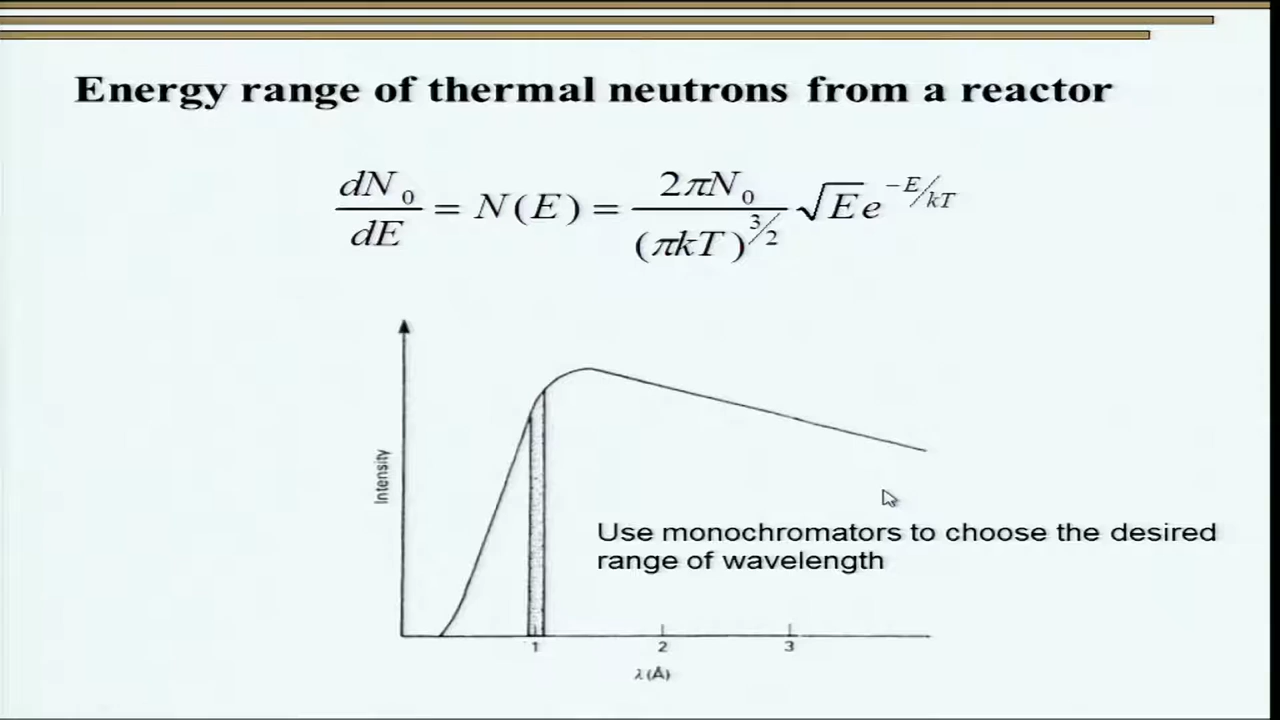 Energy range of thermal neutrons from a reactor
dN₀/dE = N(E) = 2πN₀/(πkT)^{3/2} √E e^{−E/kT}
Intensity
Use monochromators to choose the desired
range of wavelength
1 2 3
λ(Å)